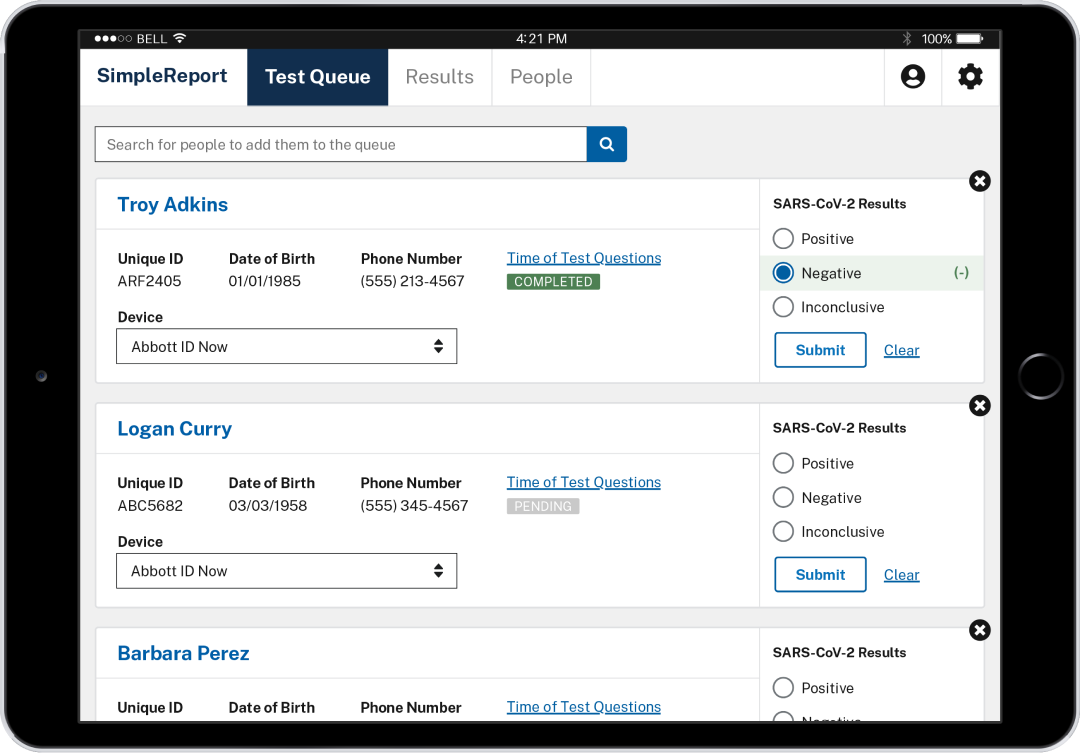 BELL 4:21 PM 100%
SimpleReport Test Queue Results People
Search for people to add them to the queue
Troy Adkins
SARS-CoV-2 Results
Positive
Unique ID Date of Birth Phone Number Time of Test Questions
ARF2405 01/01/1985 (555) 213-4567 COMPLETED
Negative (-)
Inconclusive
Device
Abbott ID Now
Submit Clear
Logan Curry
SARS-CoV-2 Results
Positive
Unique ID Date of Birth Phone Number Time of Test Questions
ABC5682 03/03/1958 (555) 345-4567 PENDING
Negative
Inconclusive
Device
Abbott ID Now
Submit Clear
Barbara Perez
SARS-CoV-2 Results
Positive
Unique ID Date of Birth Phone Number Time of Test Questions
Negative